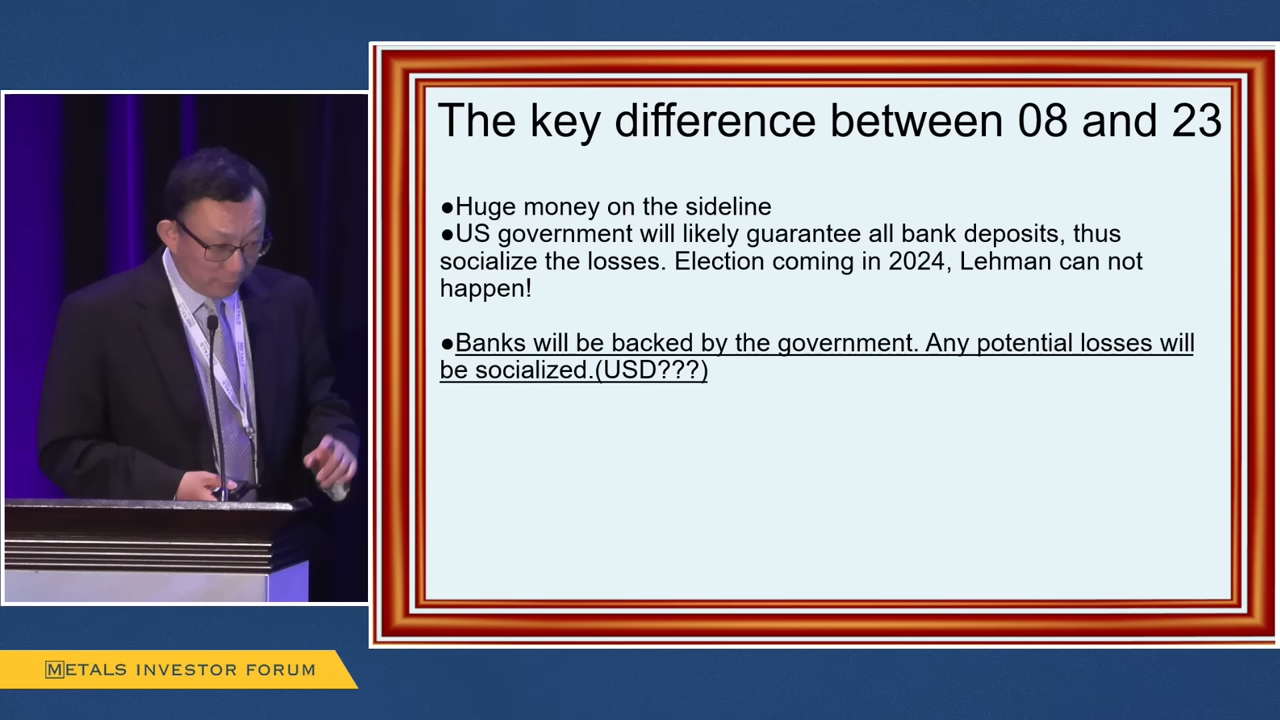 The key difference between 08 and 23
●Huge money on the sideline
●US government will likely guarantee all bank deposits, thus
socialize the losses. Election coming in 2024, Lehman can not
happen!
●Banks will be backed by the government. Any potential losses will
be socialized.(USD???)
METALS INVESTOR FORUM